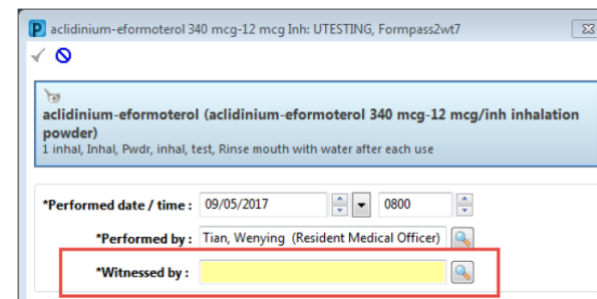 aclidinium-eformoterol 340 mcg-12 mcg Inh: UTESTING, Formpass2wt7
aclidinium-eformoterol (aclidinium-eformoterol 340 mcg-12 mcg/inh inhalation
powder)
1 inhal, Inhal, Pwdr, inhal, test, Rinse mouth with water after each use
*Performed date / time : 09/05/2017 0800
*Performed by : Tian, Wenying (Resident Medical Officer)
*Witnessed by :